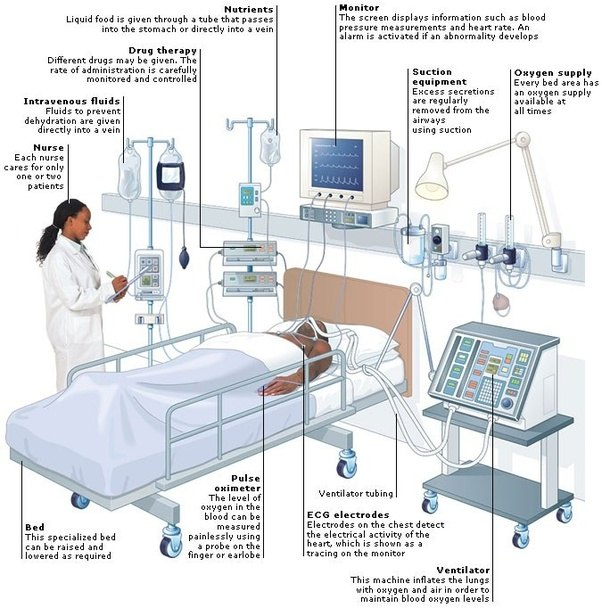 Nutrients
Liquid food is given through a tube that passes
into the stomach or directly into a vein
Monitor
The screen displays information such as blood
pressure measurements and heart rate. An
alarm is activated if an abnormality develops
Drug therapy
Different drugs may be given. The
rate of administration is carefully
monitored and controlled
Suction
equipment
Excess secretions
are regularly
removed from the
airways
using suction
Oxygen supply
Every bed area has
an oxygen supply
available at
all times
Intravenous fluids
Fluids to prevent
dehydration are given
directly into a vein
Nurse
Each nurse
cares for only
one or two
patients
Bed
This specialized bed
can be raised and
lowered as required
Pulse
oximeter
The level of
oxygen in the
blood can be
measured
painlessly using
a probe on the
finger or earlobe
Ventilator tubing
ECG electrodes
Electrodes on the chest detect
the electrical activity of the
heart, which is shown as a
tracing on the monitor
Ventilator
This machine inflates the lungs
with oxygen and air in order to
maintain blood oxygen levels